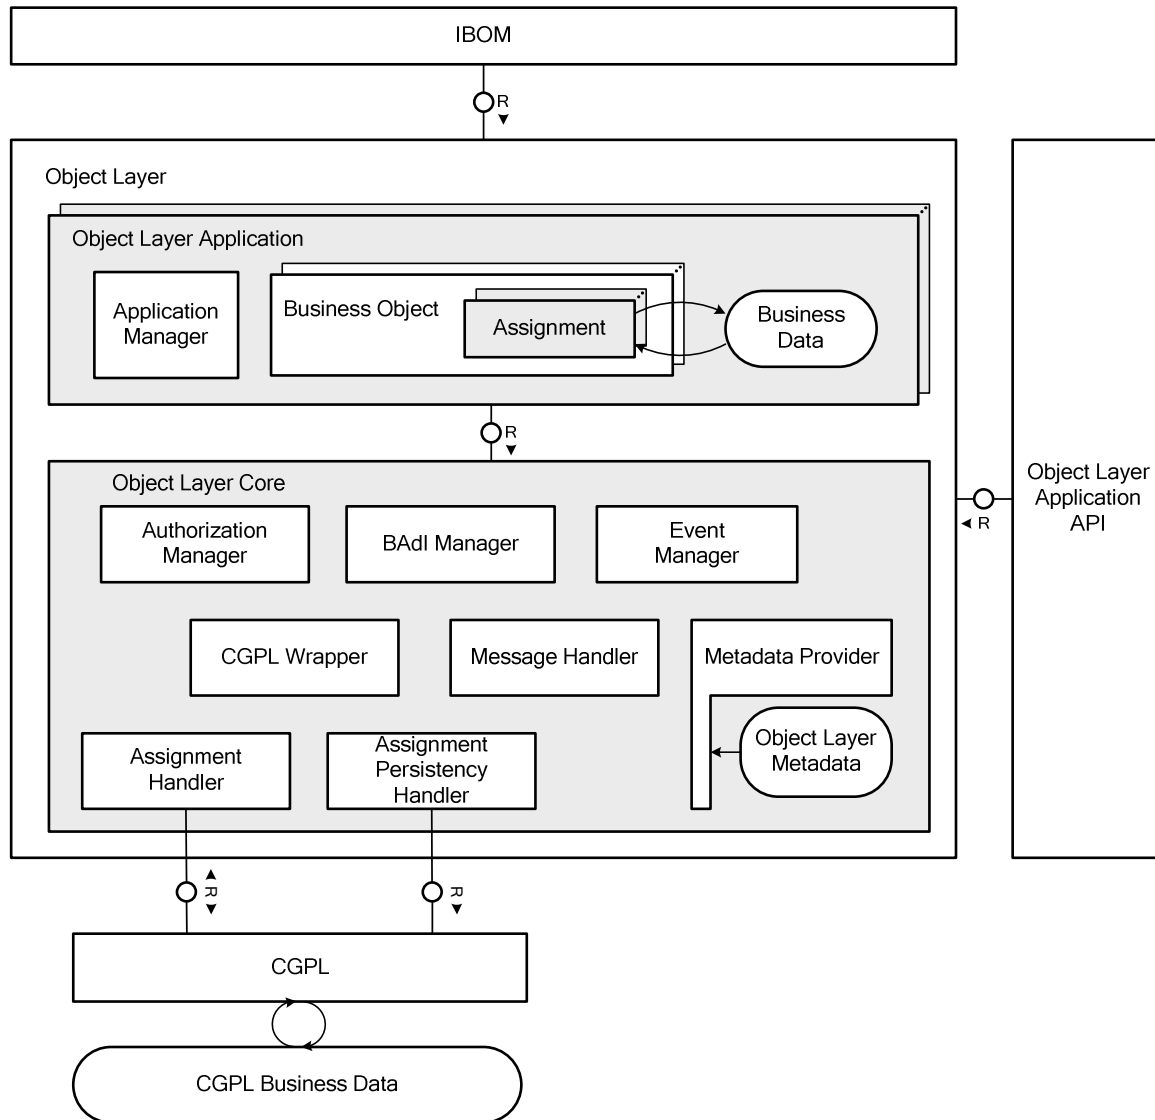 IBOM
R
Object Layer
Object Layer Application
Application
Manager
Business Object
Assignment
Business
Data
R
Object Layer Core
Authorization
Manager
BAdI Manager
Event
Manager
CGPL Wrapper
Message Handler
Metadata Provider
Assignment
Handler
Assignment
Persistency
Handler
Object Layer
Metadata
R
Object Layer
Application
API
R
R
CGPL
CGPL Business Data